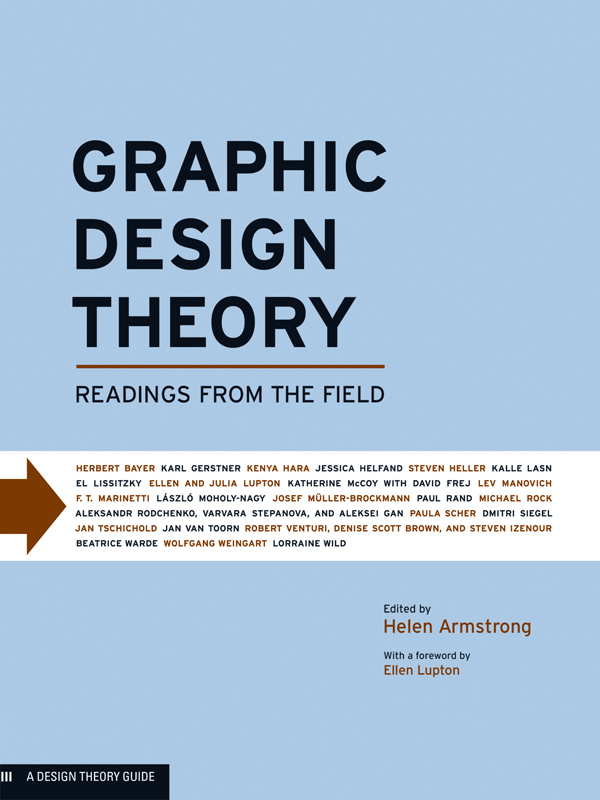 GRAPHIC
DESIGN
THEORY
READINGS FROM THE FIELD
HERBERT BAYER KARL GERSTNER KENYA HARA JESSICA HELFAND STEVEN HELLER KALLE LASN
EL LISSITZKY ELLEN AND JULIA LUPTON KATHERINE McCOY WITH DAVID FREJ LEV MANOVICH
F. T. MARINETTI LÁSZLÓ MOHOLY-NAGY JOSEF MÜLLER-BROCKMANN PAUL RAND MICHAEL ROCK
ALEKSANDR RODCHENKO, VARVARA STEPANOVA, AND ALEKSEI GAN PAULA SCHER DMITRI SIEGEL
JAN TSCHICHOLD JAN VAN TOORN ROBERT VENTURI, DENISE SCOTT BROWN, AND STEVEN IZENOUR
BEATRICE WARDE WOLFGANG WEINGART LORRAINE WILD
Edited by
Helen Armstrong
With a foreword by
Ellen Lupton
A DESIGN THEORY GUIDE